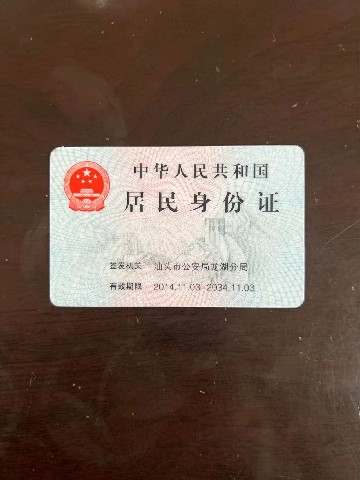 中华人民共和国
居民身份证
签发机关 汕头市公安局龙湖分局
有效期限 2014.11.03-2034.11.03